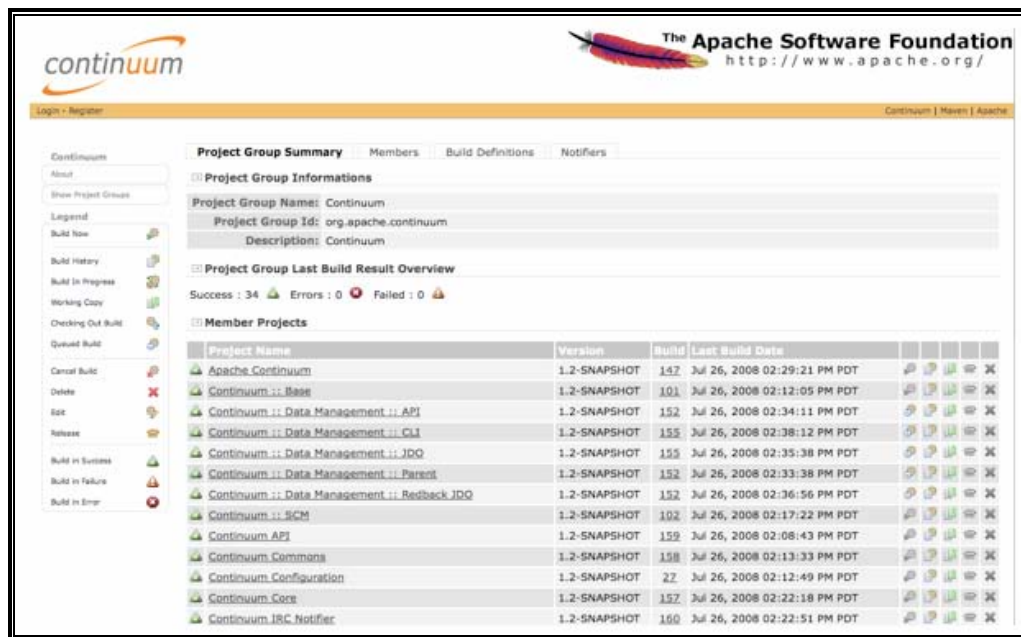 continuum
The Apache Software Foundation
http://www.apache.org/
Login - Register
Continuum | Maven | Apache
Continuum
About
Show Project Groups
Legend
Build Now
Build History
Build In Progress
Working Copy
Checking Out Build
Queued Build
Cancel Build
Delete
Edit
Release
Build in Success
Build in Failure
Build in Error
Project Group Summary Members Build Definitions Notifiers
Project Group Informations
Project Group Name: Continuum
Project Group Id: org.apache.continuum
Description: Continuum
Project Group Last Build Result Overview
Success : 34 Errors : 0 Failed : 0
Member Projects
Project Name Version Build Last Build Date
Apache Continuum 1.2-SNAPSHOT 147 Jul 26, 2008 02:29:21 PM PDT
Continuum :: Base 1.2-SNAPSHOT 101 Jul 26, 2008 02:12:05 PM PDT
Continuum :: Data Management :: API 1.2-SNAPSHOT 152 Jul 26, 2008 02:34:11 PM PDT
Continuum :: Data Management :: CLI 1.2-SNAPSHOT 155 Jul 26, 2008 02:38:12 PM PDT
Continuum :: Data Management :: JDO 1.2-SNAPSHOT 155 Jul 26, 2008 02:35:38 PM PDT
Continuum :: Data Management :: Parent 1.2-SNAPSHOT 152 Jul 26, 2008 02:33:38 PM PDT
Continuum :: Data Management :: Redback JDO 1.2-SNAPSHOT 152 Jul 26, 2008 02:36:56 PM PDT
Continuum :: SCM 1.2-SNAPSHOT 102 Jul 26, 2008 02:17:22 PM PDT
Continuum API 1.2-SNAPSHOT 159 Jul 26, 2008 02:08:43 PM PDT
Continuum Commons 1.2-SNAPSHOT 158 Jul 26, 2008 02:13:33 PM PDT
Continuum Configuration 1.2-SNAPSHOT 27 Jul 26, 2008 02:12:49 PM PDT
Continuum Core 1.2-SNAPSHOT 157 Jul 26, 2008 02:22:18 PM PDT
Continuum IRC Notifier 1.2-SNAPSHOT 160 Jul 26, 2008 02:22:51 PM PDT